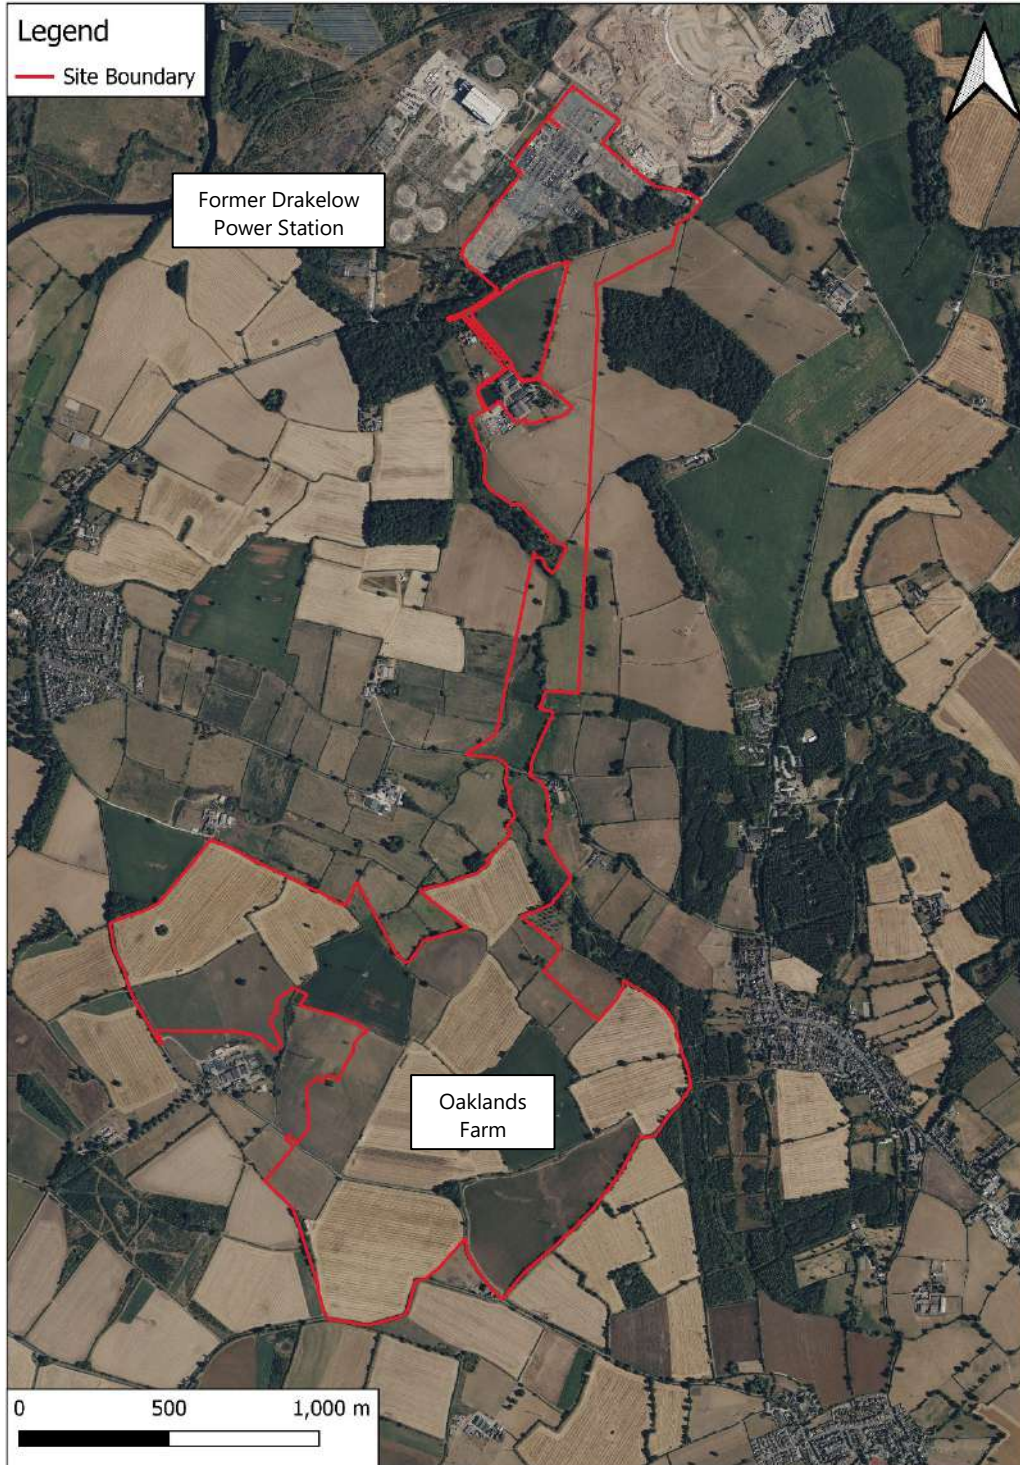 Legend
Site Boundary
Former Drakelow
Power Station
Oaklands
Farm
0 500 1,000 m